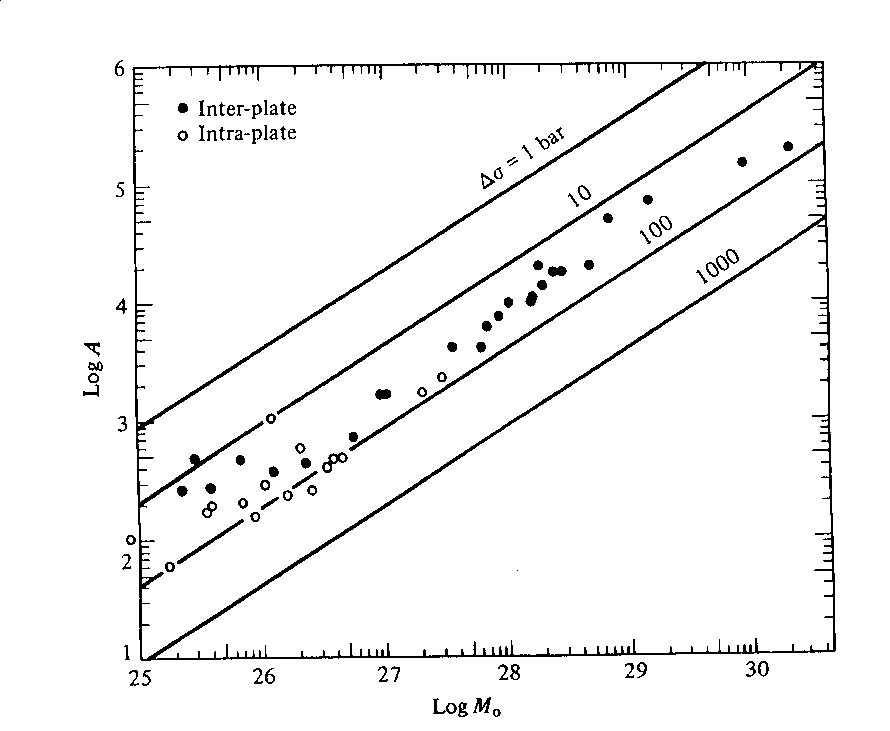 6
Inter-plate
Intra-plate
Δσ = 1 bar
5
10
100
1000
4
Log A
3
2
1
25 26 27 28 29 30
Log M₀